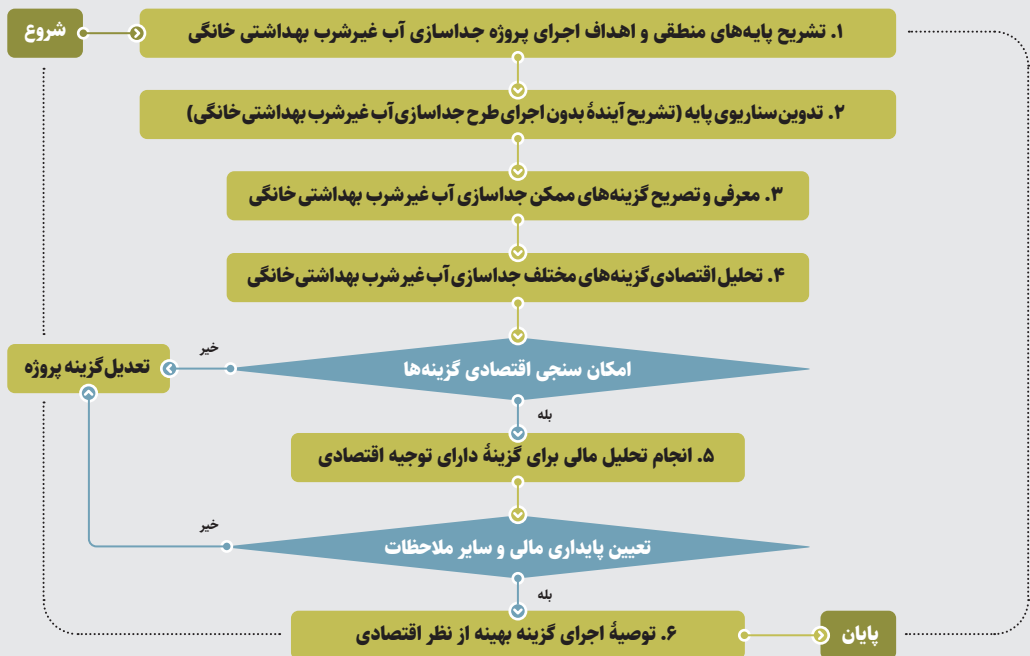 شروع
۱. تشریح پایه‌های منطقی و اهداف اجرای پروژه جداسازی آب غیرشرب بهداشتی خانگی
۲. تدوین سناریوی پایه (تشریح آیندهٔ بدون اجرای طرح جداسازی آب غیرشرب بهداشتی خانگی)
۳. معرفی و تصریح گزینه‌های ممکن جداسازی آب غیرشرب بهداشتی خانگی
۴. تحلیل اقتصادی گزینه‌های مختلف جداسازی آب غیرشرب بهداشتی خانگی
امکان سنجی اقتصادی گزینه‌ها
خیر
تعدیل گزینه پروژه
بله
۵. انجام تحلیل مالی برای گزینهٔ دارای توجیه اقتصادی
تعیین پایداری مالی و سایر ملاحظات
خیر
بله
۶. توصیهٔ اجرای گزینه بهینه از نظر اقتصادی
پایان